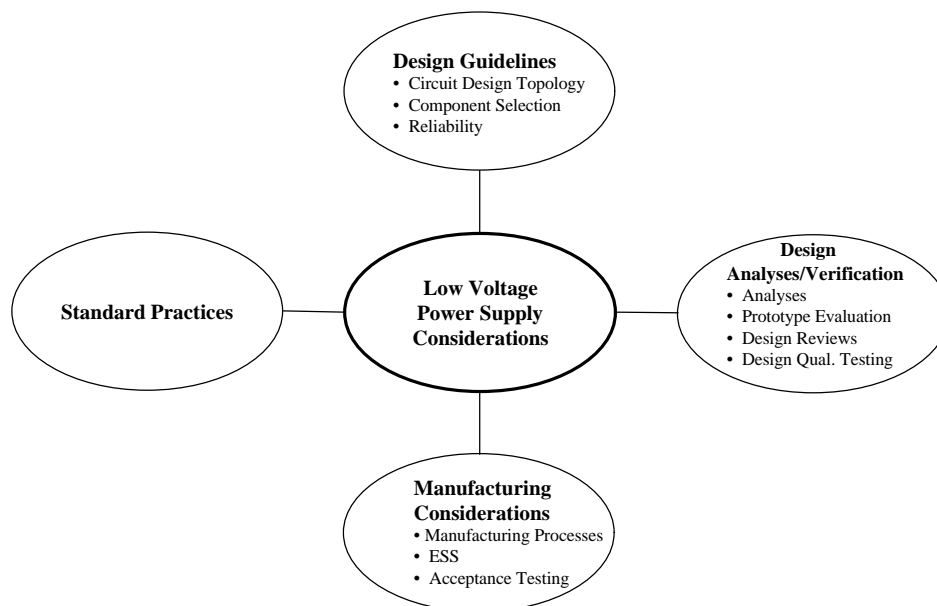 Design Guidelines
• Circuit Design Topology
• Component Selection
• Reliability
Standard Practices
Low Voltage
Power Supply
Considerations
Design
Analyses/Verification
• Analyses
• Prototype Evaluation
• Design Reviews
• Design Qual. Testing
Manufacturing
Considerations
• Manufacturing Processes
• ESS
• Acceptance Testing